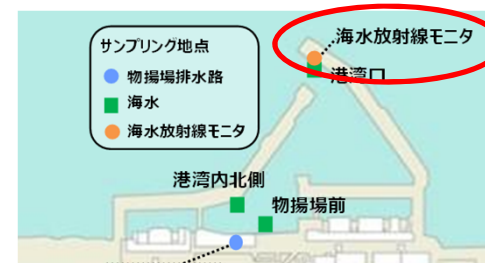 サンプリング地点
物揚場排水路
海水
海水放射線モニタ
海水放射線モニタ
港湾口
港湾内北側
物揚場前